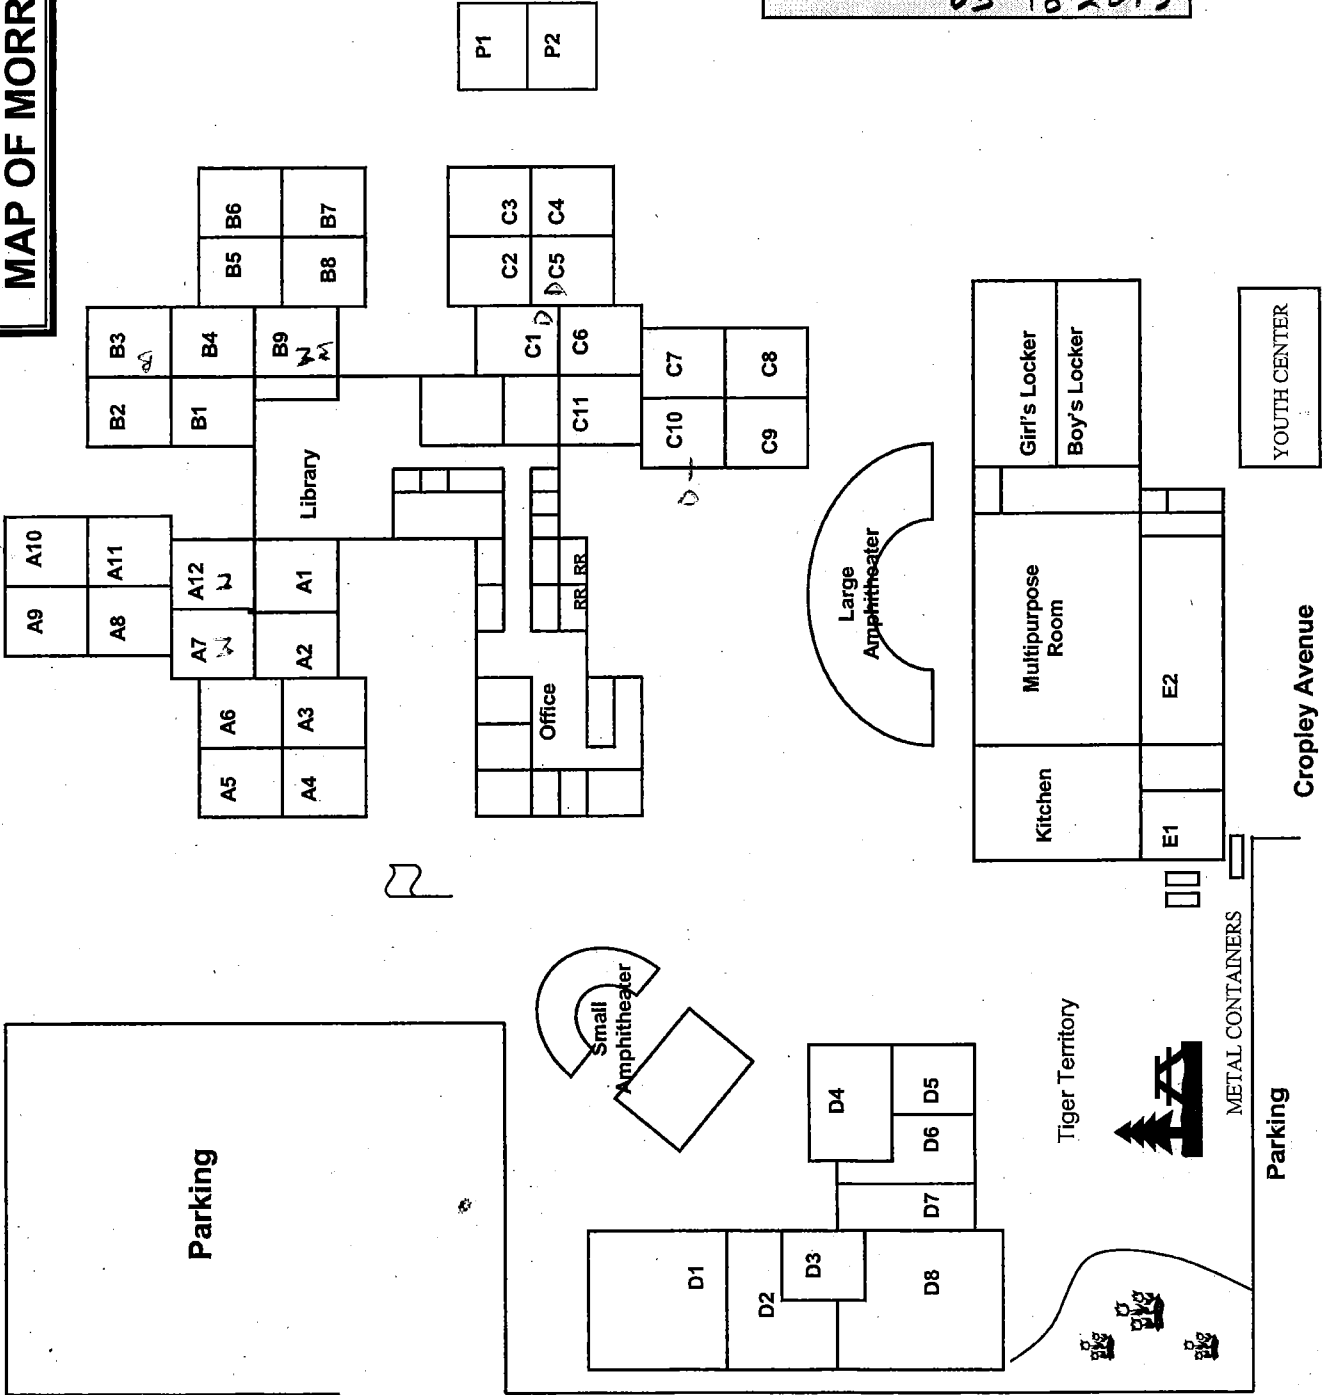 MAP OF MORR
P1
P2
B6
B7
B5
B8
C3
C4
C2
C5
B3
B4
B9
C1
C6
C7
C8
B2
B1
C11
C10
C9
Library
A10
A11
A12
A1
A9
A8
A7
A2
A6
A3
A5
A4
RR
RR
Office
Large
Amphitheater
Girl's Locker
Boy's Locker
YOUTH CENTER
Multipurpose
Room
E2
Kitchen
E1
Cropley Avenue
Small
Amphitheater
METAL CONTAINERS
Tiger Territory
Parking
D4
D5
D6
D7
D1
D2
D3
D8
Parking